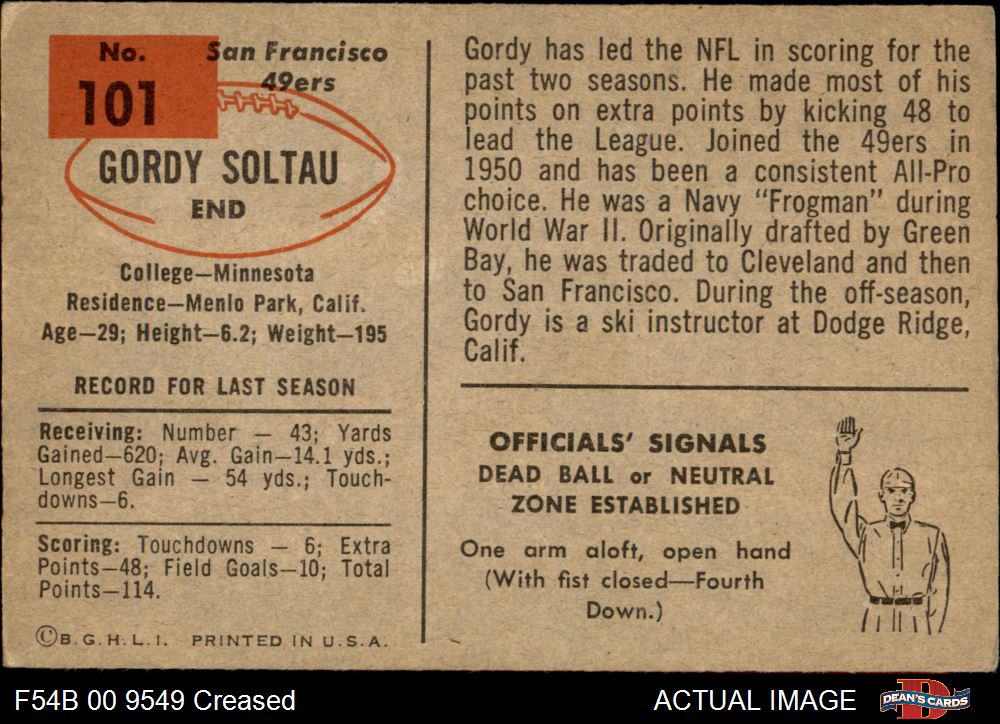 No.
101
San Francisco
49ers
GORDY SOLTAU
END
College—Minnesota
Residence—Menlo Park, Calif.
Age—29; Height—6.2; Weight—195
RECORD FOR LAST SEASON
Receiving: Number — 43; Yards
Gained—620; Avg. Gain—14.1 yds.;
Longest Gain — 54 yds.; Touch-
downs—6.
Scoring: Touchdowns — 6; Extra
Points—48; Field Goals—10; Total
Points—114.
©B.G.H.L.I. PRINTED IN U.S.A.
Gordy has led the NFL in scoring for the
past two seasons. He made most of his
points on extra points by kicking 48 to
lead the League. Joined the 49ers in
1950 and has been a consistent All-Pro
choice. He was a Navy "Frogman" during
World War II. Originally drafted by Green
Bay, he was traded to Cleveland and then
to San Francisco. During the off-season,
Gordy is a ski instructor at Dodge Ridge,
Calif.
OFFICIALS' SIGNALS
DEAD BALL or NEUTRAL
ZONE ESTABLISHED
One arm aloft, open hand
(With fist closed—Fourth
Down.)
F54B 00 9549 Creased
ACTUAL IMAGE
D
DEAN'S CARDS